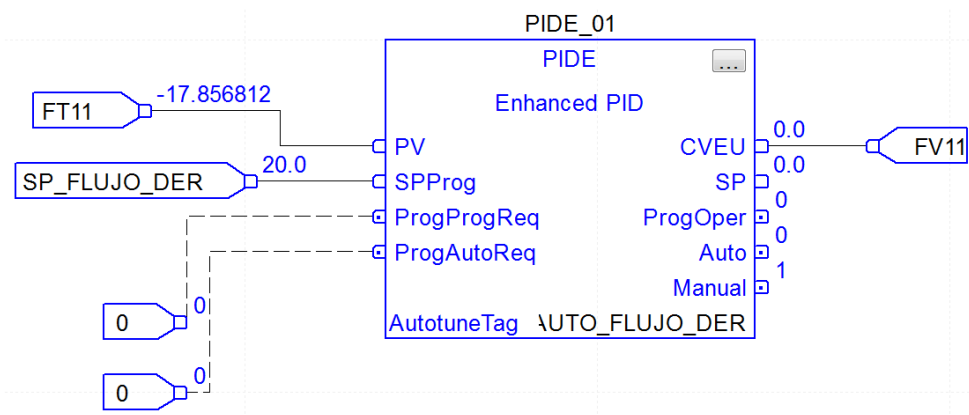 PIDE_01
PIDE
...
Enhanced PID
FT11
-17.856812
PV
CVEU
0.0
FV11
SP_FLUJO_DER
20.0
SPProg
SP
0.0
ProgProgReq
ProgOper
0
ProgAutoReq
Auto
0
Manual
1
0
0
AutotuneTag
AUTO_FLUJO_DER
0
0